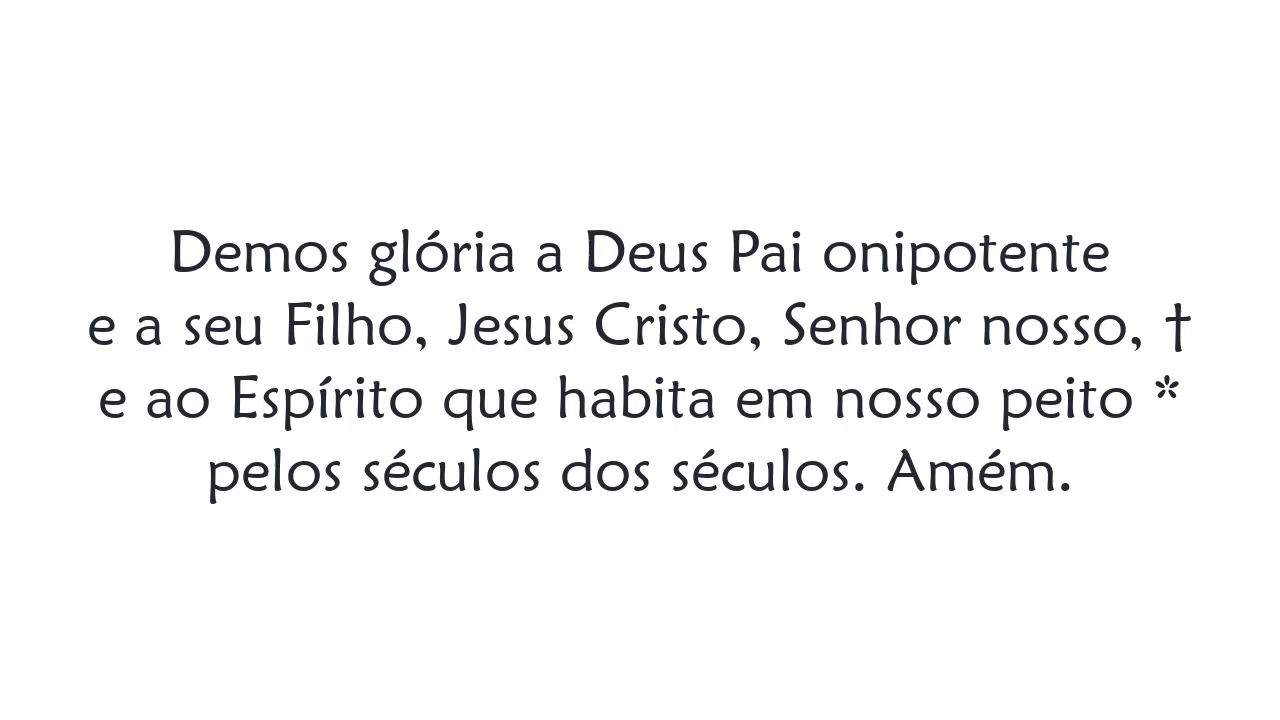 Demos glória a Deus Pai onipotente
e a seu Filho, Jesus Cristo, Senhor nosso, †
e ao Espírito que habita em nosso peito *
pelos séculos dos séculos. Amém.